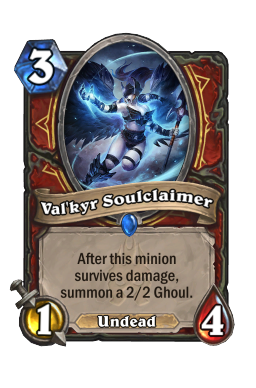 3
Val'kyr Soulclaimer
After this minion
survives damage,
summon a 2/2 Ghoul.
1
Undead
4